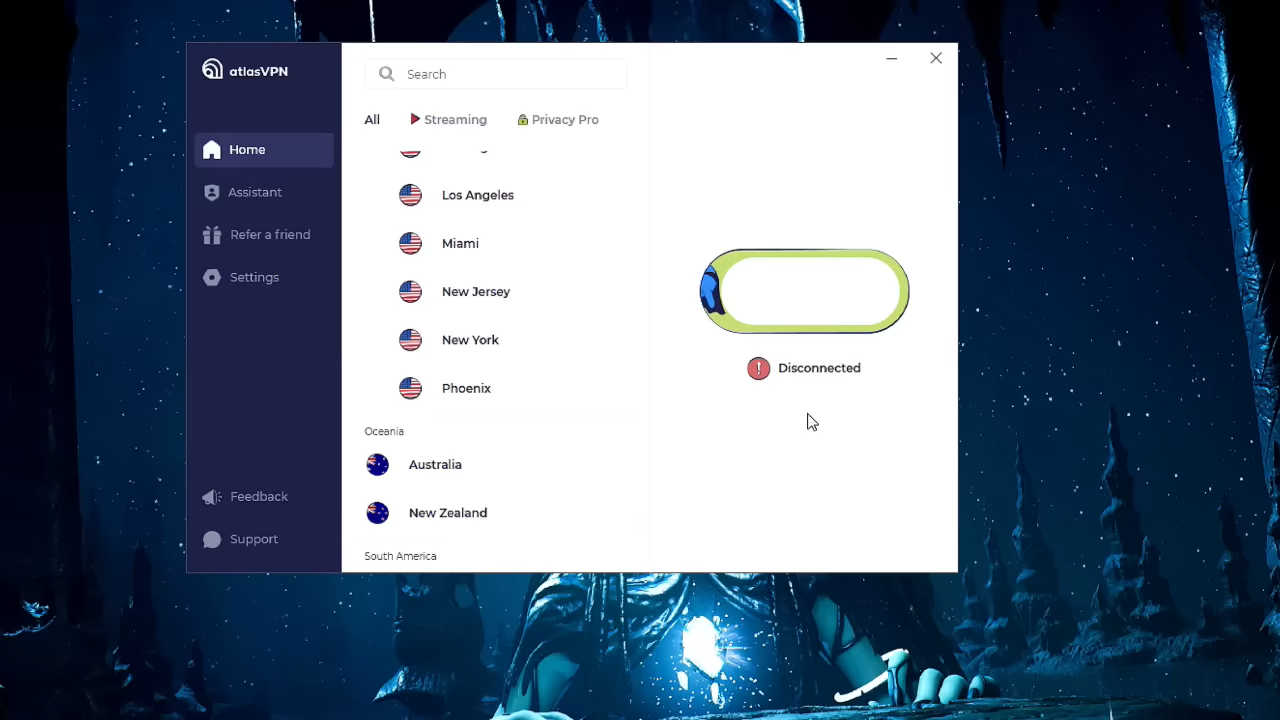 atlasVPN
Home
Assistant
Refer a friend
Settings
Feedback
Support
Search
All
Streaming
Privacy Pro
Los Angeles
Miami
New Jersey
New York
Phoenix
Oceania
Australia
New Zealand
South America
Disconnected